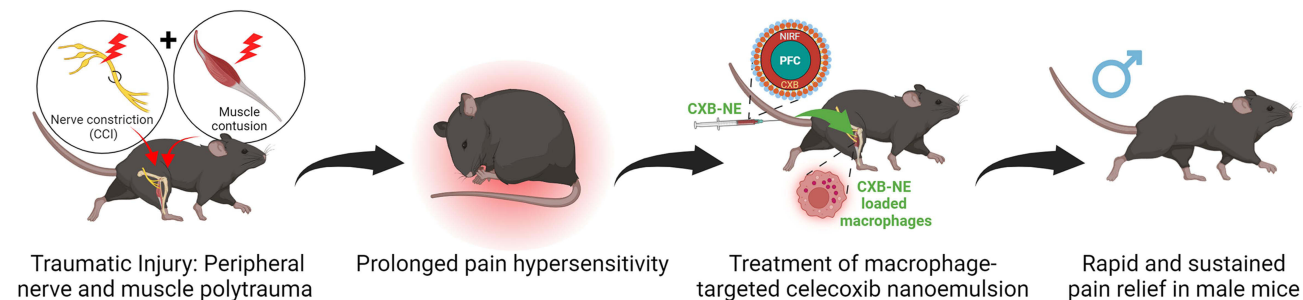 +
Nerve constriction
(CCI)
Muscle
contusion
Traumatic Injury: Peripheral
nerve and muscle polytrauma
Prolonged pain hypersensitivity
NIRF
PFC
CXB
CXB-NE
CXB-NE
loaded
macrophages
Treatment of macrophage-
targeted celecoxib nanoemulsion
Rapid and sustained
pain relief in male mice